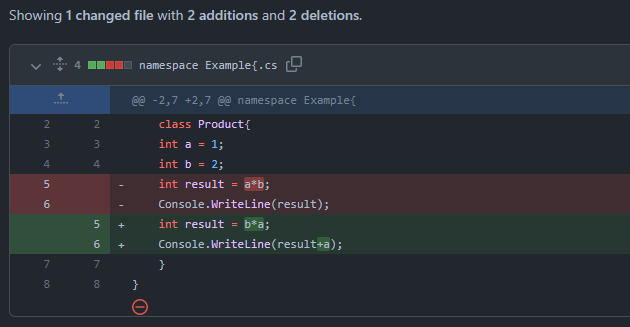 Showing 1 changed file with 2 additions and 2 deletions.
4 namespace Example{.cs
@@ -2,7 +2,7 @@ namespace Example{
2 2 class Product{
3 3 int a = 1;
4 4 int b = 2;
5 - int result = a*b;
6 - Console.WriteLine(result);
5 + int result = b*a;
6 + Console.WriteLine(result+a);
7 7 }
8 8 }